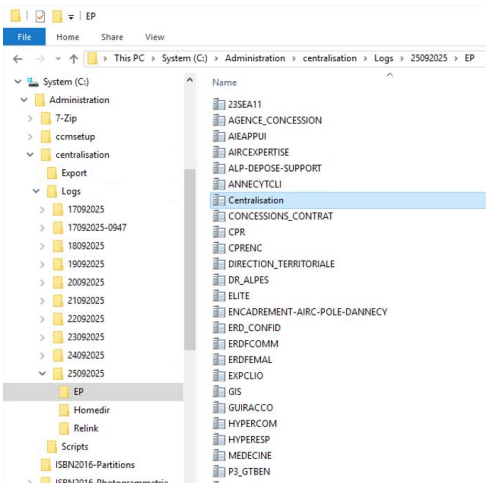 EP
File Home Share View
This PC > System (C:) > Administration > centralisation > Logs > 25092025 > EP
System (C:)
Administration
7-Zip
ccmsetup
centralisation
Export
Logs
17092025
17092025-0947
18092025
19092025
20092025
21092025
22092025
23092025
24092025
25092025
EP
Homedir
Relink
Scripts
ISBN2016-Partitions
ISBN2016-Photogrammetrie
Name
23SEA11
AGENCE_CONCESSION
AIEAPPUI
AIRCEXPERTISE
ALP-DEPOSE-SUPPORT
ANNECYTCLI
Centralisation
CONCESSIONS_CONTRAT
CPR
CPRENC
DIRECTION_TERRITORIALE
DR_ALPES
ELITE
ENCADREMENT-AIRC-POLE-DANNECY
ERD_CONFID
ERDFCOMM
ERDFEMAL
EXPCLIO
GIS
GUIRACCO
HYPERCOM
HYPERESP
MEDECINE
P3_GTBEN